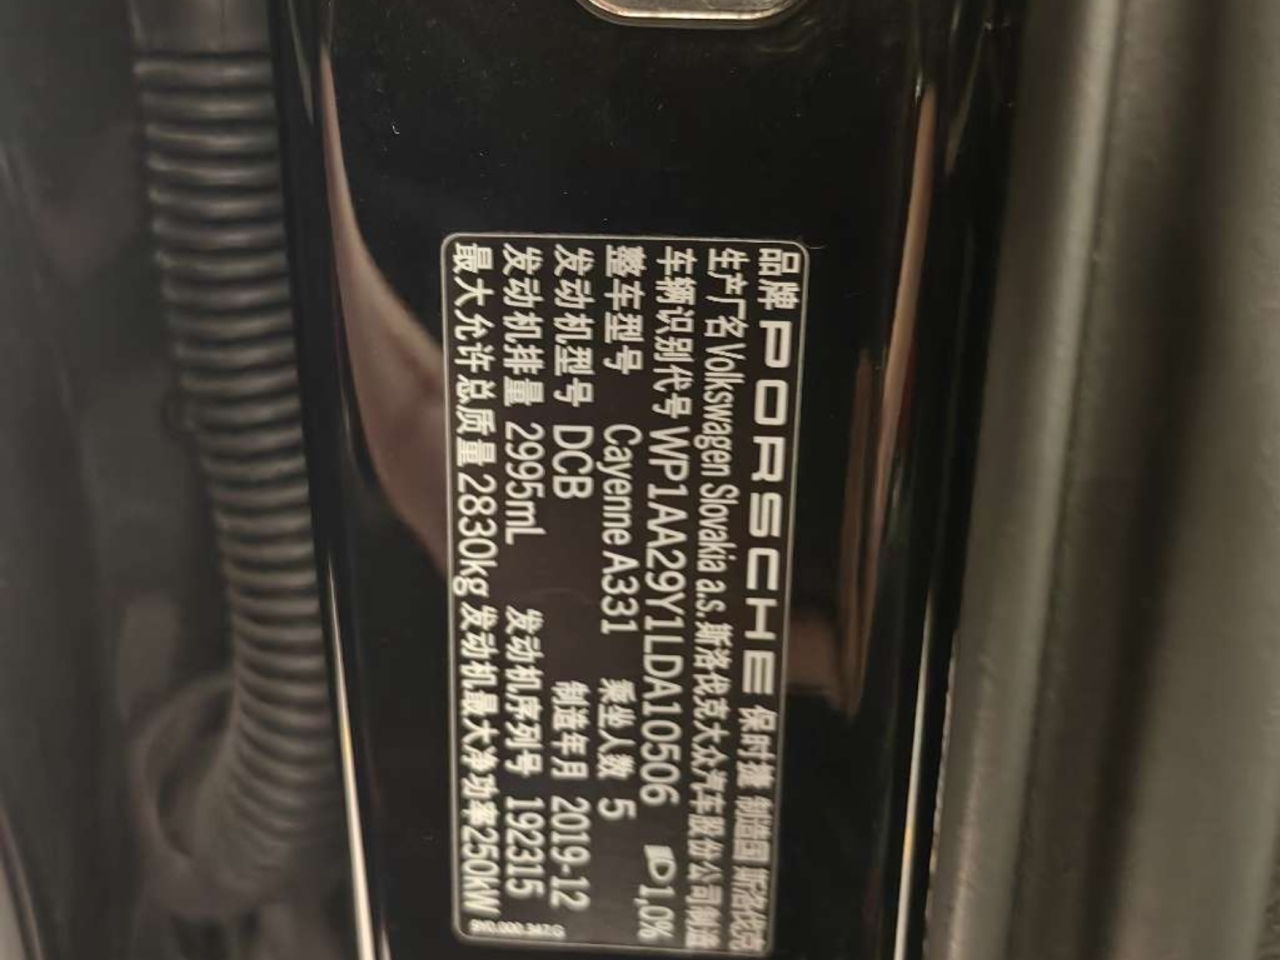 品牌 PORSCHE 保时捷 制造国 斯洛伐克
生产厂名 Volkswagen Slovakia a.s. 斯洛伐克大众汽车股份公司制造
车辆识别代号 WP1AA29Y1LDA10506 1,0%
整车型号 Cayenne A331 乘坐人数 5
发动机型号 DCB 制造年月 2019-12
发动机排量 2995mL 发动机序列号 192315
最大允许总质量 2830kg 发动机最大净功率250kW
9Y0.000.347.G